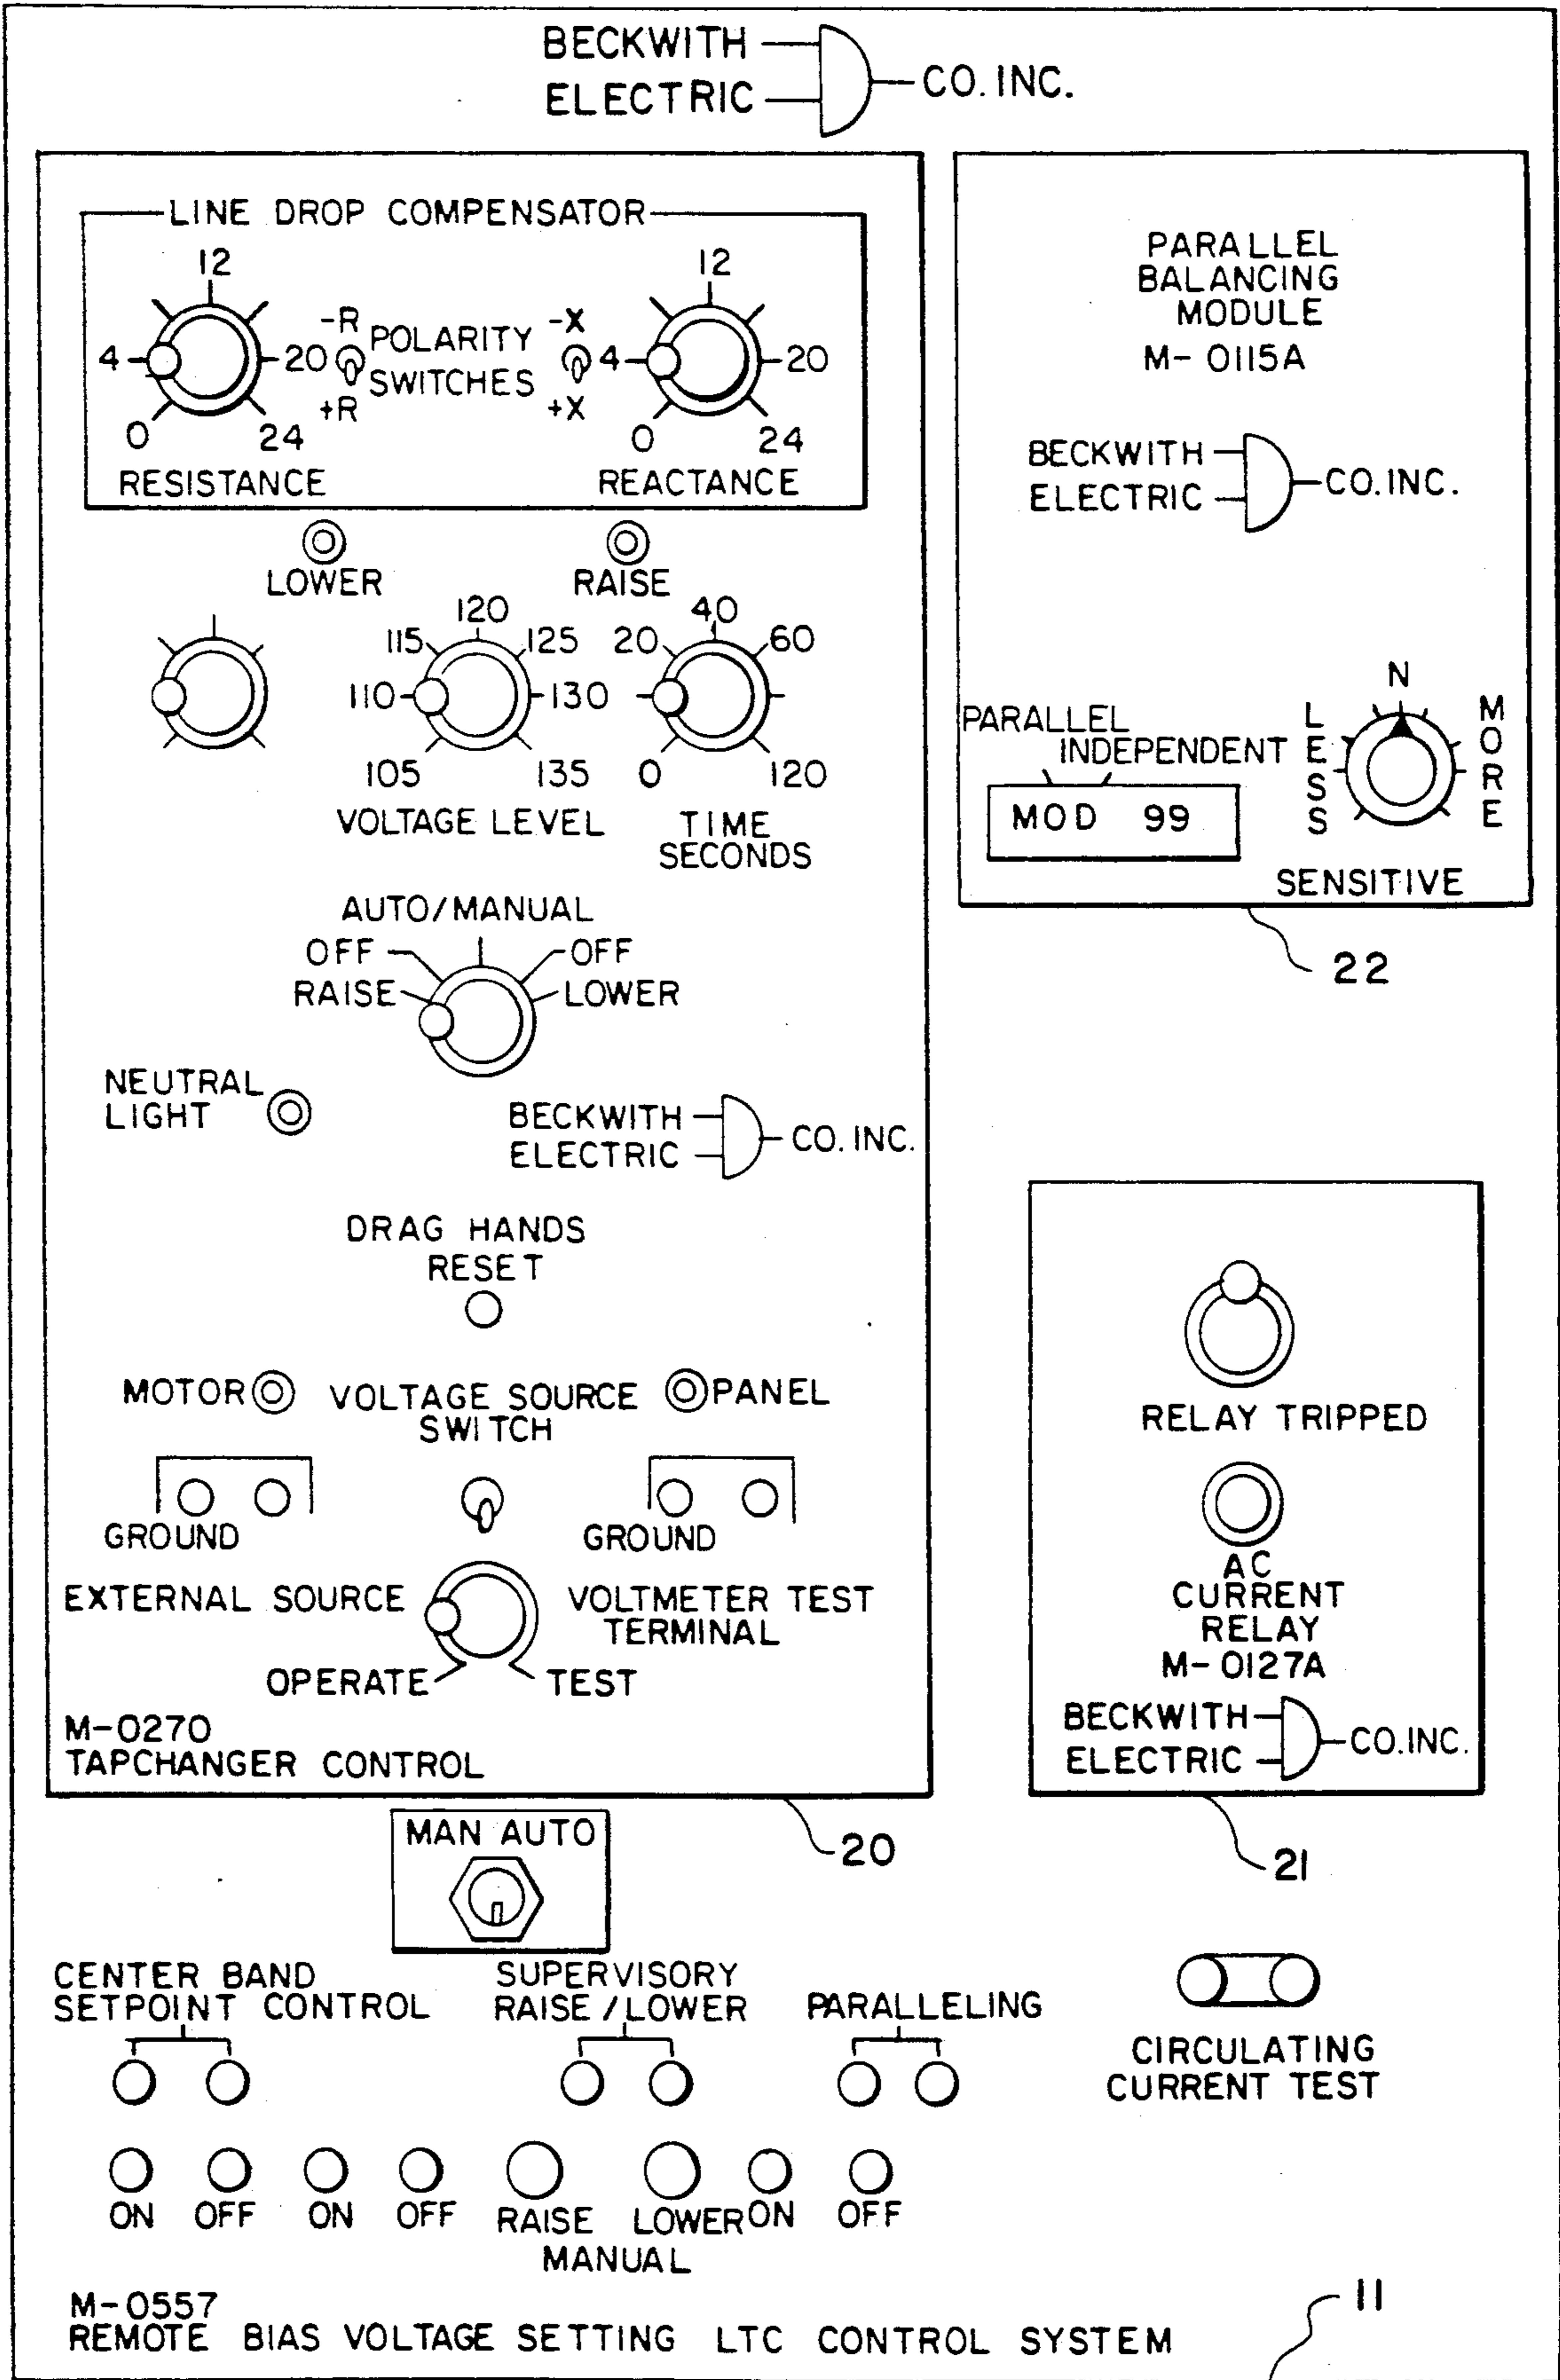 BECKWITH
ELECTRIC CO. INC.
LINE DROP COMPENSATOR
12 12
-R POLARITY -X
4 20 4 20
SWITCHES
+R +X
0 24 0 24
RESISTANCE REACTANCE
LOWER RAISE
120 40
115 125 20 60
110 130
105 135 0 120
VOLTAGE LEVEL TIME
SECONDS
AUTO/MANUAL
OFF OFF
RAISE LOWER
NEUTRAL
LIGHT
BECKWITH
ELECTRIC CO. INC.
DRAG HANDS
RESET
MOTOR VOLTAGE SOURCE PANEL
SWITCH
GROUND GROUND
EXTERNAL SOURCE VOLTMETER TEST
TERMINAL
OPERATE TEST
M-0270
TAPCHANGER CONTROL
20
PARALLEL
BALANCING
MODULE
M-0115A
BECKWITH
ELECTRIC CO. INC.
N
PARALLEL
INDEPENDENT
LESS
MORE
MOD 99
SENSITIVE
22
RELAY TRIPPED
AC
CURRENT
RELAY
M-0127A
BECKWITH
ELECTRIC CO. INC.
21
MAN AUTO
CENTER BAND
SETPOINT CONTROL
SUPERVISORY
RAISE/LOWER
PARALLELING
CIRCULATING
CURRENT TEST
ON OFF ON OFF RAISE LOWER ON OFF
MANUAL
M-0557
REMOTE BIAS VOLTAGE SETTING LTC CONTROL SYSTEM
11